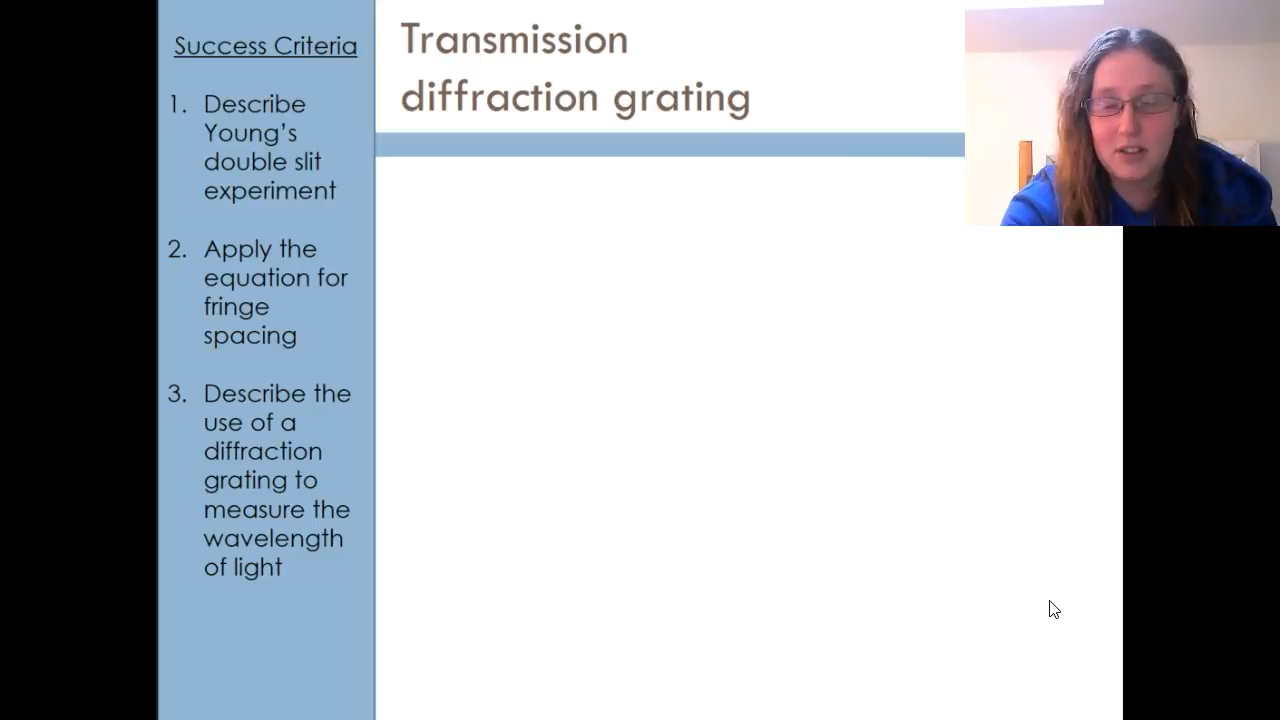 Success Criteria
1. Describe
Young’s
double slit
experiment
2. Apply the
equation for
fringe
spacing
3. Describe the
use of a
diffraction
grating to
measure the
wavelength
of light
Transmission
diffraction grating